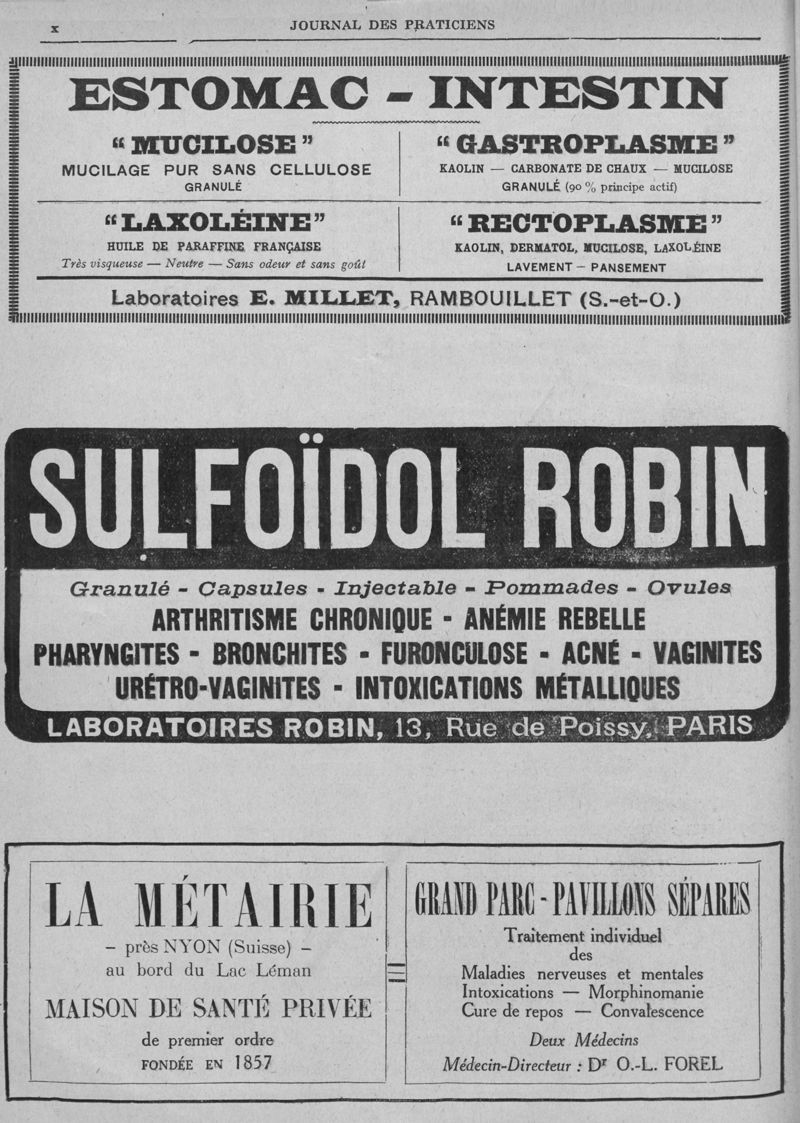 x
JOURNAL DES PRATICIENS
ESTOMAC - INTESTIN
“MUCILOSE”
MUCILAGE PUR SANS CELLULOSE
GRANULÉ
“GASTROPLASME”
KAOLIN — CARBONATE DE CHAUX — MUCILOSE
GRANULÉ (90 % principe actif)
“LAXOLÉINE”
HUILE DE PARAFFINE FRANÇAISE
Très visqueuse — Neutre — Sans odeur et sans goût
“RECTOPLASME”
KAOLIN, DERMATOL, MUCILOSE, LAXOLÉINE
LAVEMENT — PANSEMENT
Laboratoires E. MILLET, RAMBOUILLET (S.-et-O.)
SULFOÏDOL ROBIN
Granulé - Capsules - Injectable - Pommades - Ovules
ARTHRITISME CHRONIQUE - ANÉMIE REBELLE
PHARYNGITES - BRONCHITES - FURONCULOSE - ACNÉ - VAGINITES
URÉTRO-VAGINITES - INTOXICATIONS MÉTALLIQUES
LABORATOIRES ROBIN, 13, Rue de Poissy, PARIS
LA MÉTAIRIE
– près NYON (Suisse) –
au bord du Lac Léman
MAISON DE SANTÉ PRIVÉE
de premier ordre
FONDÉE EN 1857
GRAND PARC - PAVILLONS SÉPARES
Traitement individuel
des
Maladies nerveuses et mentales
Intoxications — Morphinomanie
Cure de repos — Convalescence
Deux Médecins
Médecin-Directeur : Dr O.-L. FOREL